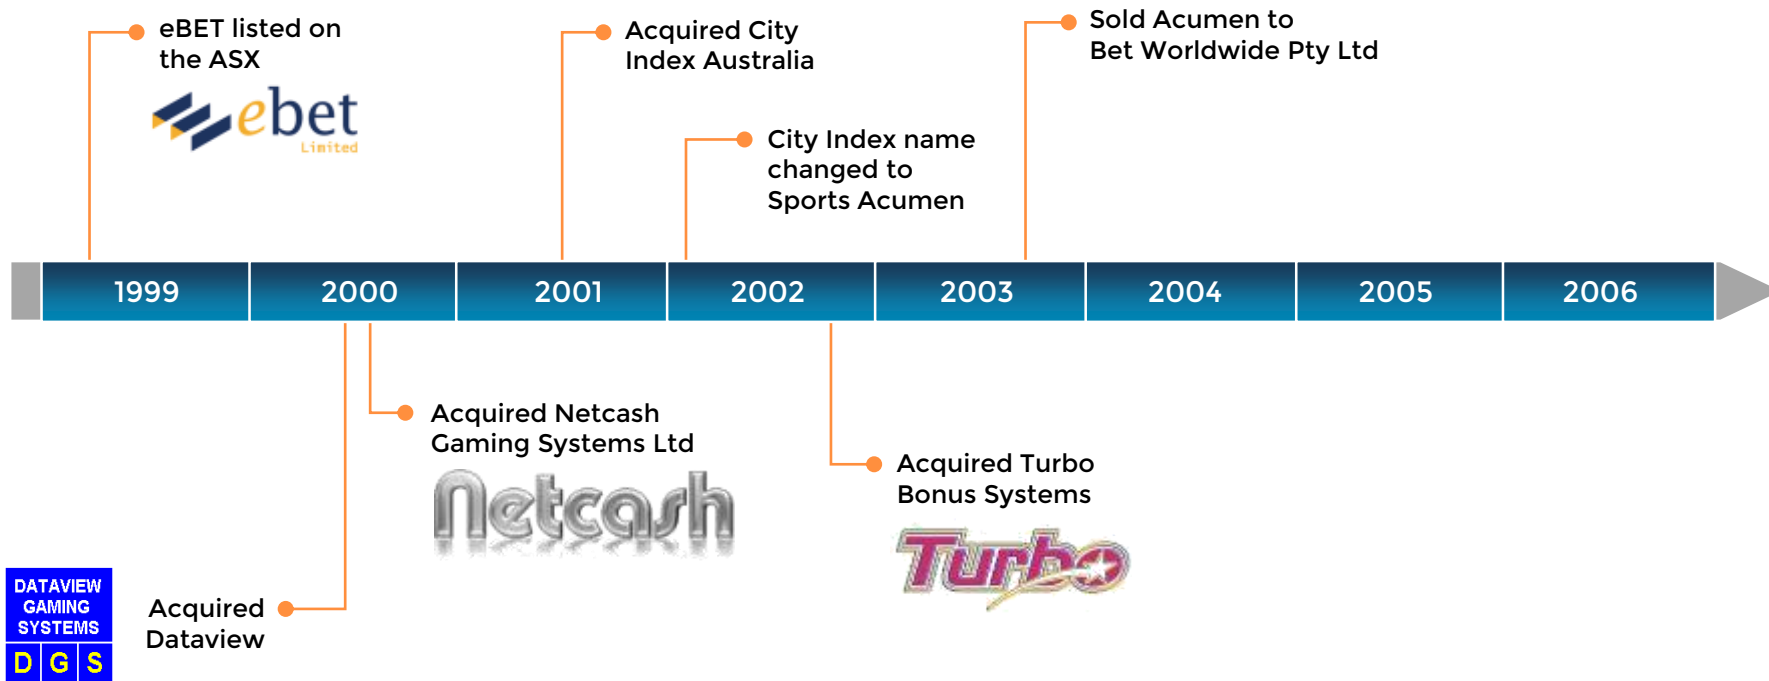 eBET listed on
the ASX
ebet
Limited
Acquired City
Index Australia
City Index name
changed to
Sports Acumen
Sold Acumen to
Bet Worldwide Pty Ltd
1999
2000
2001
2002
2003
2004
2005
2006
Acquired Netcash
Gaming Systems Ltd
Netcash
Acquired Turbo
Bonus Systems
Turbo
DATAVIEW
GAMING
SYSTEMS
D G S
Acquired
Dataview